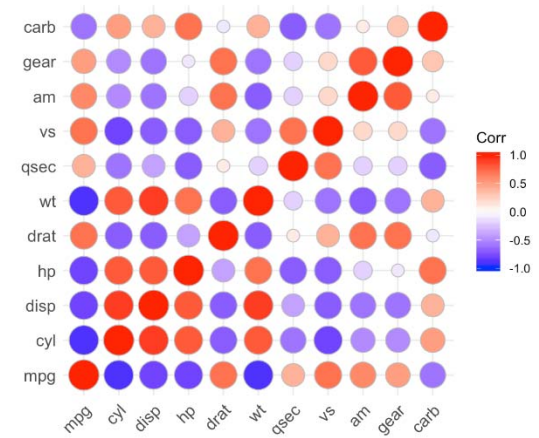 carb
gear
am
vs
qsec
wt
drat
hp
disp
cyl
mpg
mpg cyl disp hp drat wt qsec vs am gear carb
Corr
1.0
0.5
0.0
-0.5
-1.0